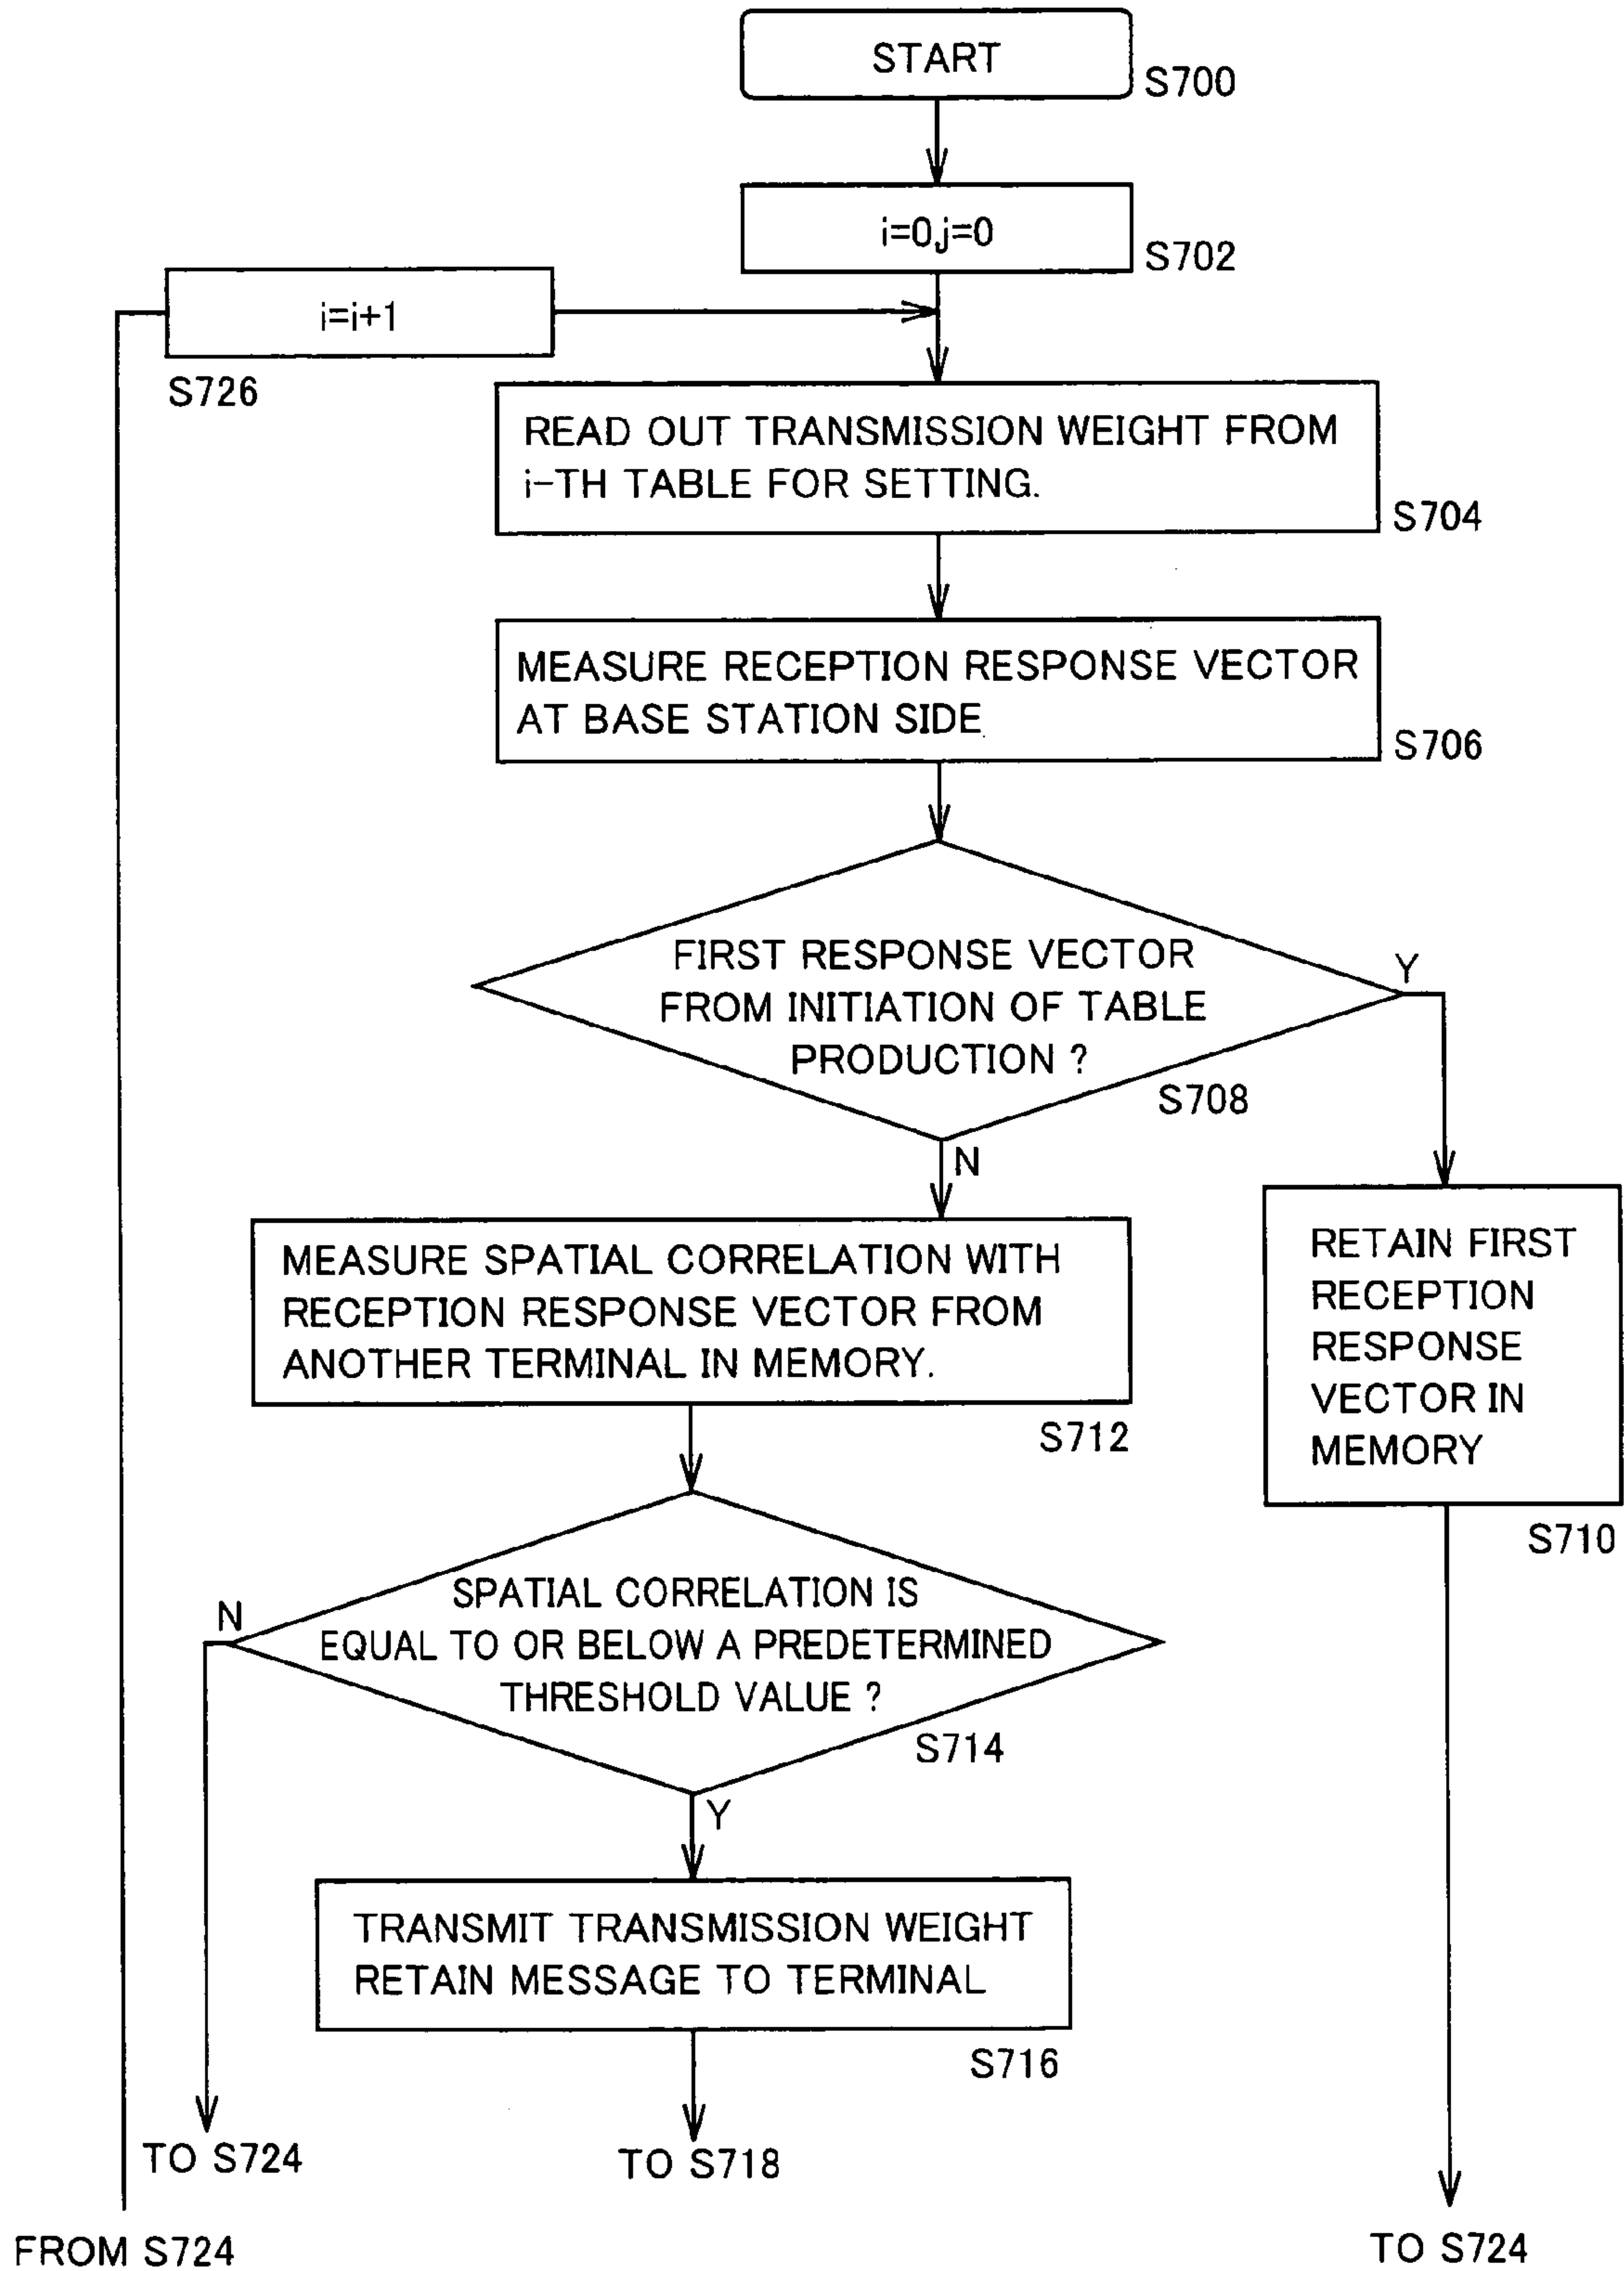 START
S700
i=0,j=0
S702
i=i+1
S726
READ OUT TRANSMISSION WEIGHT FROM
i-TH TABLE FOR SETTING.
S704
MEASURE RECEPTION RESPONSE VECTOR
AT BASE STATION SIDE
S706
FIRST RESPONSE VECTOR
FROM INITIATION OF TABLE
PRODUCTION ?
S708
Y
N
MEASURE SPATIAL CORRELATION WITH
RECEPTION RESPONSE VECTOR FROM
ANOTHER TERMINAL IN MEMORY.
S712
RETAIN FIRST
RECEPTION
RESPONSE
VECTOR IN
MEMORY
S710
SPATIAL CORRELATION IS
EQUAL TO OR BELOW A PREDETERMINED
THRESHOLD VALUE ?
S714
N
Y
TRANSMIT TRANSMISSION WEIGHT
RETAIN MESSAGE TO TERMINAL
S716
TO S724
TO S718
FROM S724
TO S724